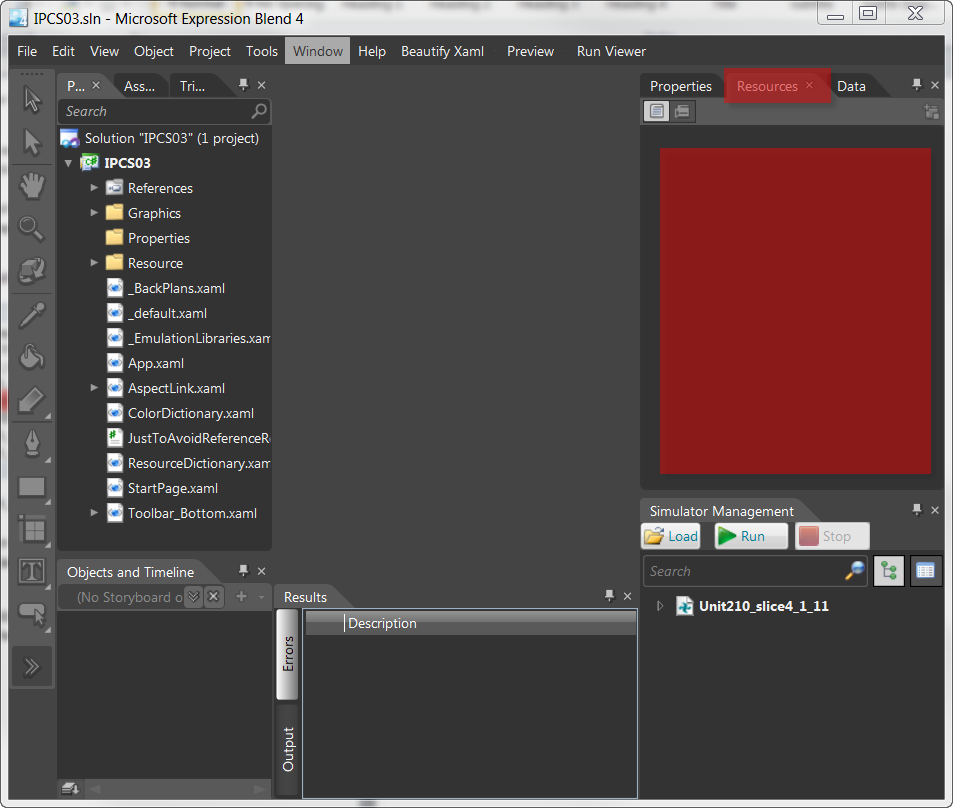 IPCS03.sln - Microsoft Expression Blend 4
File Edit View Object Project Tools Window Help Beautify Xaml Preview Run Viewer
P... Ass... Tri...
Search
Solution "IPCS03" (1 project)
IPCS03
References
Graphics
Properties
Resource
_BackPlans.xaml
_default.xaml
_EmulationLibraries.xam
App.xaml
AspectLink.xaml
ColorDictionary.xaml
JustToAvoidReferenceR
ResourceDictionary.xam
StartPage.xaml
Toolbar_Bottom.xaml
Objects and Timeline
(No Storyboard o
Results
Errors
Output
Description
Properties Resources Data
Simulator Management
Load Run Stop
Search
Unit210_slice4_1_11